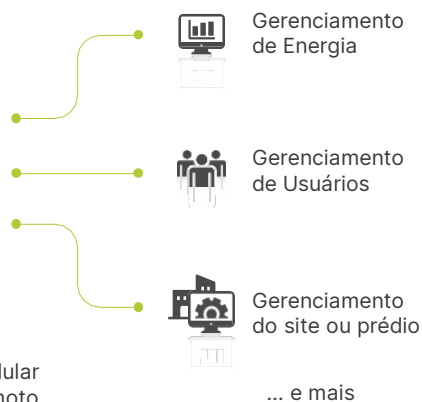 Gerenciamento
de Energia
Gerenciamento
de Usuários
Gerenciamento
do site ou prédio
... e mais